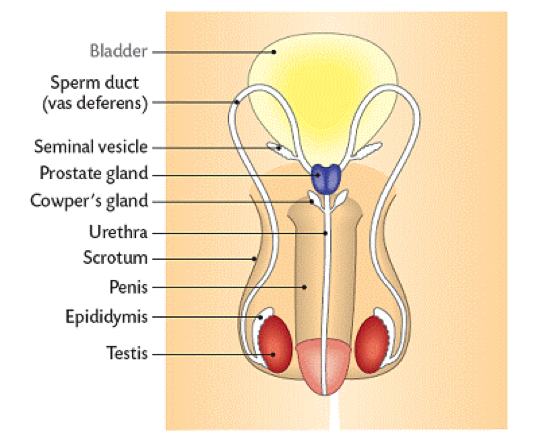 Bladder
Sperm duct
(vas deferens)
Seminal vesicle
Prostate gland
Cowper's gland
Urethra
Scrotum
Penis
Epididymis
Testis